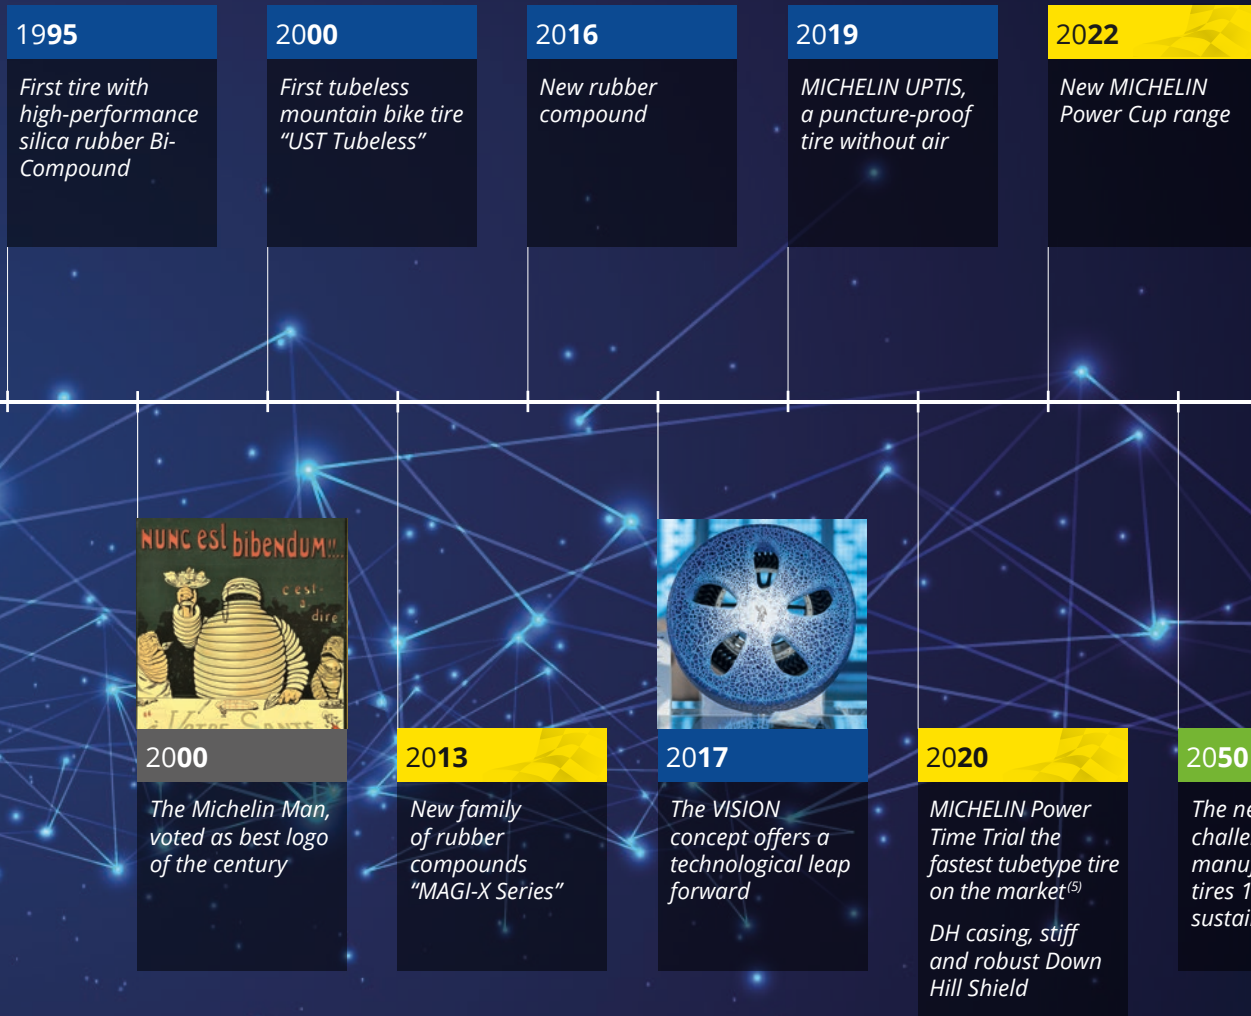 1995
First tire with
high-performance
silica rubber Bi-
Compound
2000
First tubeless
mountain bike tire
“UST Tubeless”
2016
New rubber
compound
2019
MICHELIN UPTIS,
a puncture-proof
tire without air
2022
New MICHELIN
Power Cup range
NUNC est bibendum!!..
c'est-
à
dire
à Votre Santé
2000
The Michelin Man,
voted as best logo
of the century
2013
New family
of rubber
compounds
“MAGI-X Series”
2017
The VISION
concept offers a
technological leap
forward
2020
MICHELIN Power
Time Trial the
fastest tubetype tire
on the market(5)
DH casing, stiff
and robust Down
Hill Shield
2050
The
tires